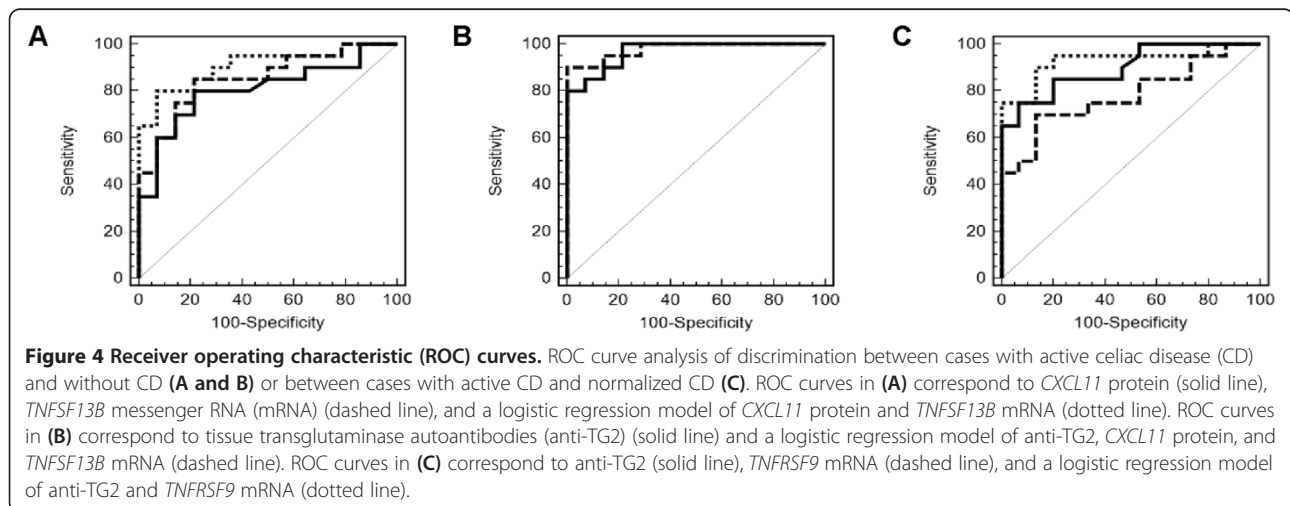 A
B
C
100
80
60
40
20
0
Sensitivity
0 20 40 60 80 100
100-Specificity
100
80
60
40
20
0
Sensitivity
0 20 40 60 80 100
100-Specificity
100
80
60
40
20
0
Sensitivity
0 20 40 60 80 100
100-Specificity
Figure 4 Receiver operating characteristic (ROC) curves. ROC curve analysis of discrimination between cases with active celiac disease (CD)
and without CD (A and B) or between cases with active CD and normalized CD (C). ROC curves in (A) correspond to CXCL11 protein (solid line),
TNFSF13B messenger RNA (mRNA) (dashed line), and a logistic regression model of CXCL11 protein and TNFSF13B mRNA (dotted line). ROC curves
in (B) correspond to tissue transglutaminase autoantibodies (anti-TG2) (solid line) and a logistic regression model of anti-TG2, CXCL11 protein, and
TNFSF13B mRNA (dashed line). ROC curves in (C) correspond to anti-TG2 (solid line), TNFRSF9 mRNA (dashed line), and a logistic regression model
of anti-TG2 and TNFRSF9 mRNA (dotted line).